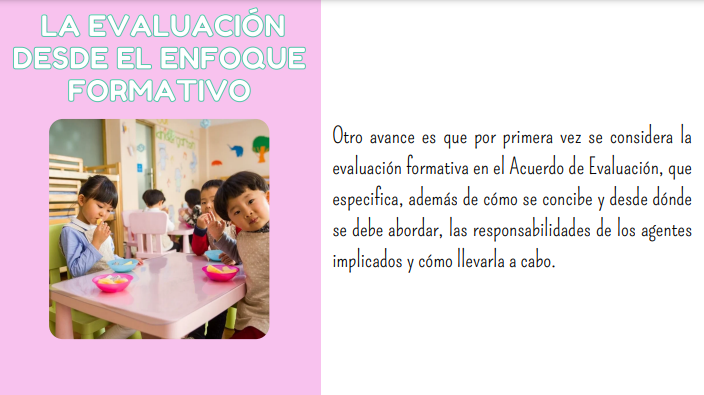 LA EVALUACIÓN
DESDE EL ENFOQUE
FORMATIVO
Otro avance es que por primera vez se considera la
evaluación formativa en el Acuerdo de Evaluación, que
especifica, además de cómo se concibe y desde dónde
se debe abordar, las responsabilidades de los agentes
implicados y cómo llevarla a cabo.